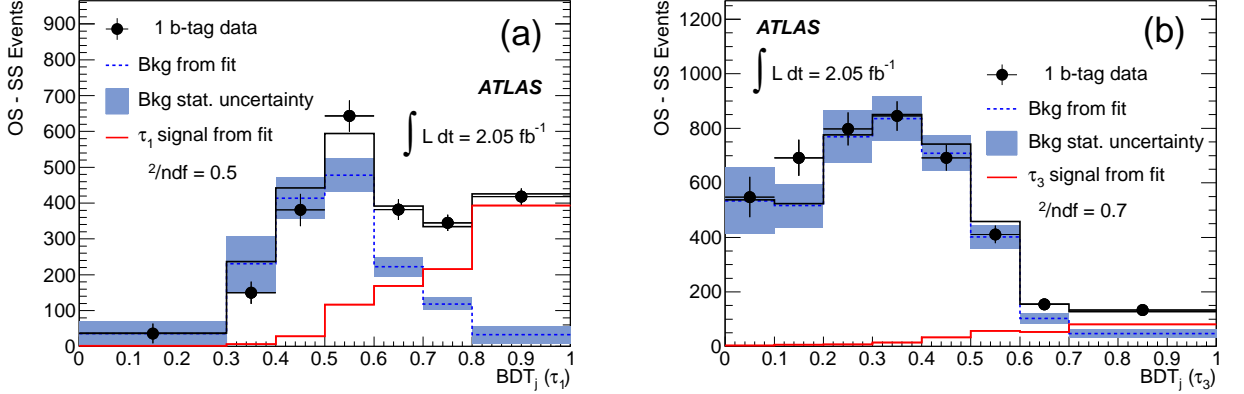 OS - SS Events
900
800
700
600
500
400
300
200
100
0
(a)
1 b-tag data
Bkg from fit
Bkg stat. uncertainty
τ1 signal from fit
2/ndf = 0.5
ATLAS
∫ L dt = 2.05 fb-1
0 0.1 0.2 0.3 0.4 0.5 0.6 0.7 0.8 0.9 1
BDTj (τ1)
OS - SS Events
1200
1000
800
600
400
200
0
ATLAS
∫ L dt = 2.05 fb-1
(b)
1 b-tag data
Bkg from fit
Bkg stat. uncertainty
τ3 signal from fit
2/ndf = 0.7
0 0.1 0.2 0.3 0.4 0.5 0.6 0.7 0.8 0.9 1
BDTj (τ3)